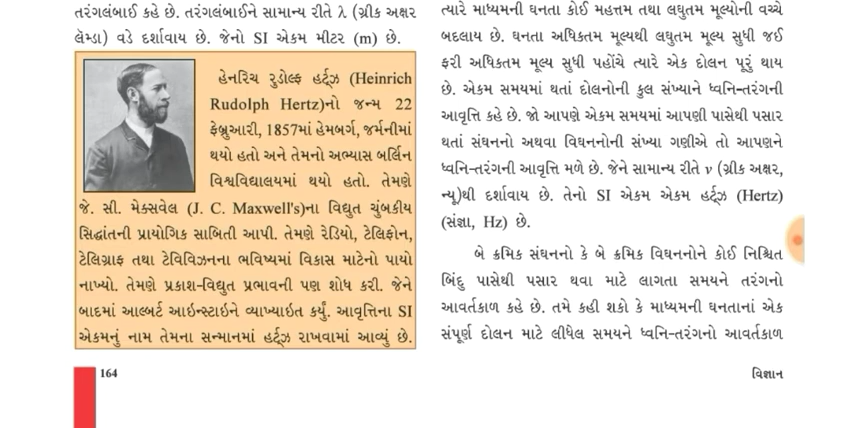 તરંગલંબાઈ કહે છે. તરંગલંબાઈને સામાન્ય રીતે λ (ગ્રીક અક્ષર
લૅમ્ડા) વડે દર્શાવાય છે. જેનો SI એકમ મીટર (m) છે.
હેનરિચ રુડોલ્ફ હર્ટ્ઝ (Heinrich
Rudolph Hertz)નો જન્મ 22
ફેબ્રુઆરી, 1857માં હેમબર્ગ, જર્મનીમાં
થયો હતો અને તેમનો અભ્યાસ બર્લિન
વિશ્વવિદ્યાલયમાં થયો હતો. તેમણે
જે. સી. મેક્સવેલ (J. C. Maxwell's)ના વિદ્યુત ચુંબકીય
સિદ્ધાંતની પ્રાયોગિક સાબિતી આપી. તેમણે રેડિયો, ટેલિફોન,
ટેલિગ્રાફ તથા ટેવિવિઝનના ભવિષ્યમાં વિકાસ માટેનો પાયો
નાખ્યો. તેમણે પ્રકાશ-વિદ્યુત પ્રભાવની પણ શોધ કરી. જેને
બાદમાં આલ્બર્ટ આઇન્સ્ટાઇને વ્યાખ્યાઇત કર્યું. આવૃત્તિના SI
એકમનું નામ તેમના સન્માનમાં હર્ટ્ઝ રાખવામાં આવ્યું છે.
164
ત્યારે માધ્યમની ઘનતા કોઈ મહત્તમ તથા લઘુતમ મૂલ્યોની વચ્ચે
બદલાય છે. ઘનતા અધિકતમ મૂલ્યથી લઘુતમ મૂલ્ય સુધી જઈ
ફરી અધિકતમ મૂલ્ય સુધી પહોંચે ત્યારે એક દોલન પૂરું થાય
છે. એકમ સમયમાં થતાં દોલનોની કુલ સંખ્યાને ધ્વનિ-તરંગની
આવૃત્તિ કહે છે. જો આપણે એકમ સમયમાં આપણી પાસેથી પસાર
થતાં સંઘનનો અથવા વિઘનનોની સંખ્યા ગણીએ તો આપણને
ધ્વનિ-તરંગની આવૃત્તિ મળે છે. જેને સામાન્ય રીતે ν (ગ્રીક અક્ષર,
ન્યૂ)થી દર્શાવાય છે. તેનો SI એકમ એકમ હર્ટ્ઝ (Hertz)
(સંજ્ઞા, Hz) છે.
બે ક્રમિક સંઘનનો કે બે ક્રમિક વિઘનનોને કોઈ નિશ્ચિત
બિંદુ પાસેથી પસાર થવા માટે લાગતા સમયને તરંગનો
આવર્તકાળ કહે છે. તમે કહી શકો કે માધ્યમની ઘનતાનાં એક
સંપૂર્ણ દોલન માટે લીધેલ સમયને ધ્વનિ-તરંગનો આવર્તકાળ
વિજ્ઞાન